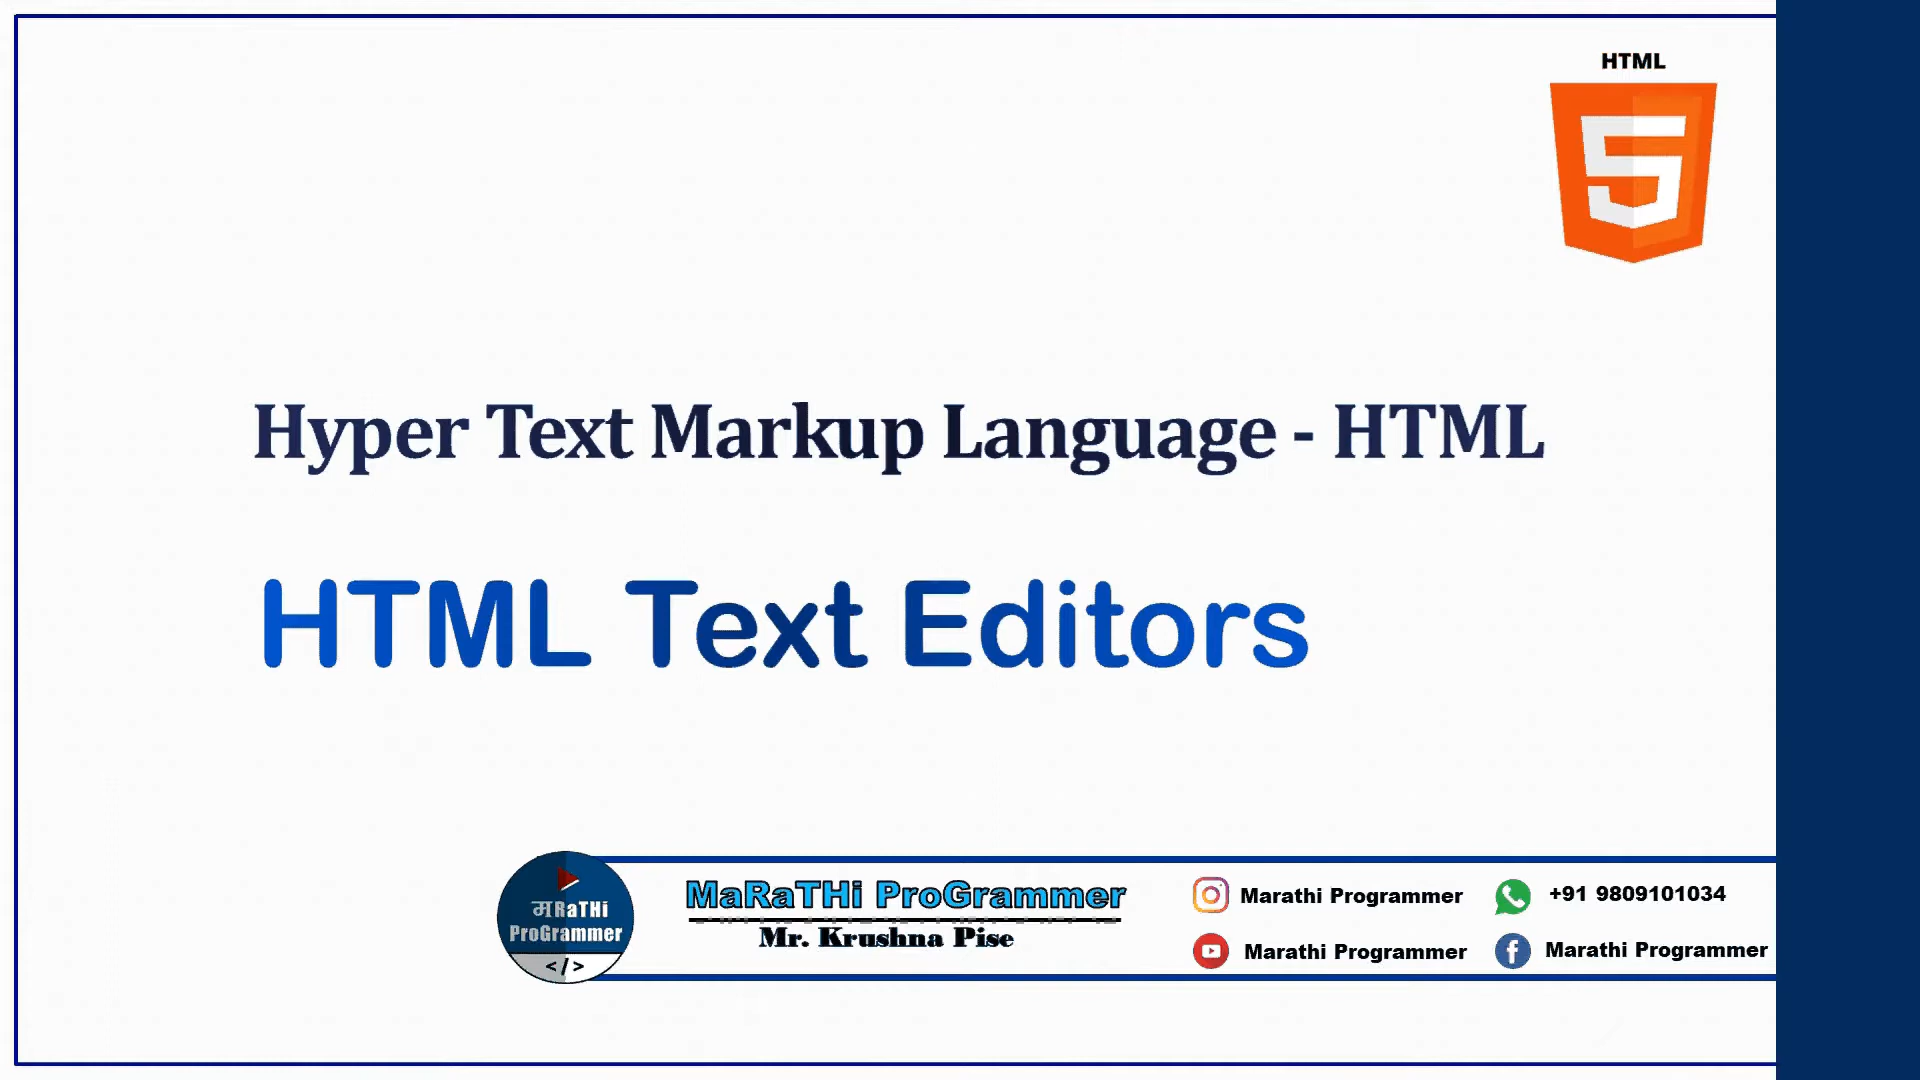 HTML
5
Hyper Text Markup Language - HTML
HTML Text Editors
मRaTHi
ProGrammer
</>
MaRaTHi ProGrammer
Mr. Krushna Pise
Marathi Programmer
+91 9809101034
Marathi Programmer
Marathi Programmer